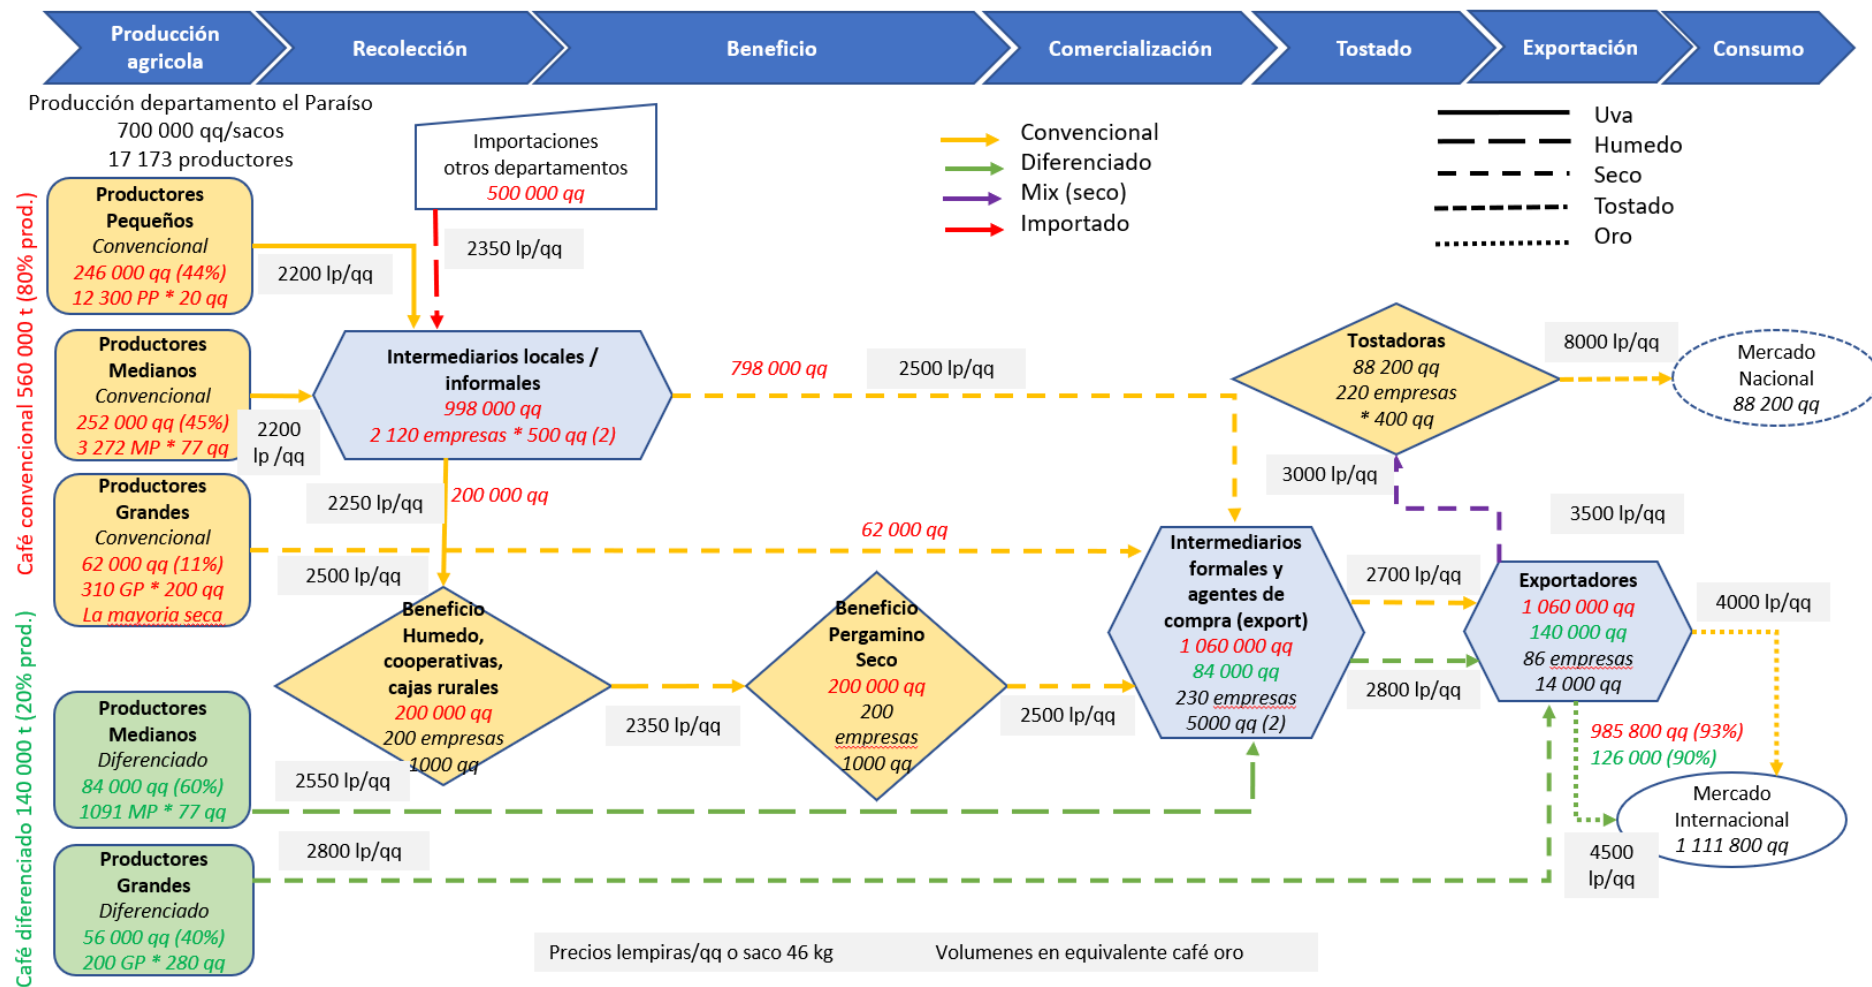 Producción
agricola
Recolección
Beneficio
Comercialización
Tostado
Exportación
Consumo
Producción departamento el Paraíso
700 000 qq/sacos
17 173 productores
Importaciones
otros departamentos
500 000 qq
Convencional
Diferenciado
Mix (seco)
Importado
Uva
Humedo
Seco
Tostado
Oro
Café convencional 560 000 t (80% prod.)
Café diferenciado 140 000 t (20% prod.)
Productores
Pequeños
Convencional
246 000 qq (44%)
12 300 PP * 20 qq
2200 lp/qq
2350 lp/qq
Productores
Medianos
Convencional
252 000 qq (45%)
3 272 MP * 77 qq
2200
lp /qq
Intermediarios locales /
informales
998 000 qq
2 120 empresas * 500 qq (2)
798 000 qq
2500 lp/qq
Tostadoras
88 200 qq
220 empresas
* 400 qq
8000 lp/qq
Mercado
Nacional
88 200 qq
Productores
Grandes
Convencional
62 000 qq (11%)
310 GP * 200 qq
La mayoria seca
2250 lp/qq
200 000 qq
2500 lp/qq
62 000 qq
3000 lp/qq
3500 lp/qq
Beneficio
Humedo,
cooperativas,
cajas rurales
200 000 qq
200 empresas
1000 qq
2350 lp/qq
Beneficio
Pergamino
Seco
200 000 qq
200
empresas
1000 qq
2500 lp/qq
Intermediarios
formales y
agentes de
compra (export)
1 060 000 qq
84 000 qq
230 empresas
5000 qq (2)
2700 lp/qq
2800 lp/qq
Exportadores
1 060 000 qq
140 000 qq
86 empresas
14 000 qq
4000 lp/qq
985 800 qq (93%)
126 000 (90%)
Mercado
Internacional
1 111 800 qq
4500
lp/qq
Productores
Medianos
Diferenciado
84 000 qq (60%)
1091 MP * 77 qq
2550 lp/qq
Productores
Grandes
Diferenciado
56 000 qq (40%)
200 GP * 280 qq
2800 lp/qq
Precios lempiras/qq o saco 46 kg
Volumenes en equivalente café oro